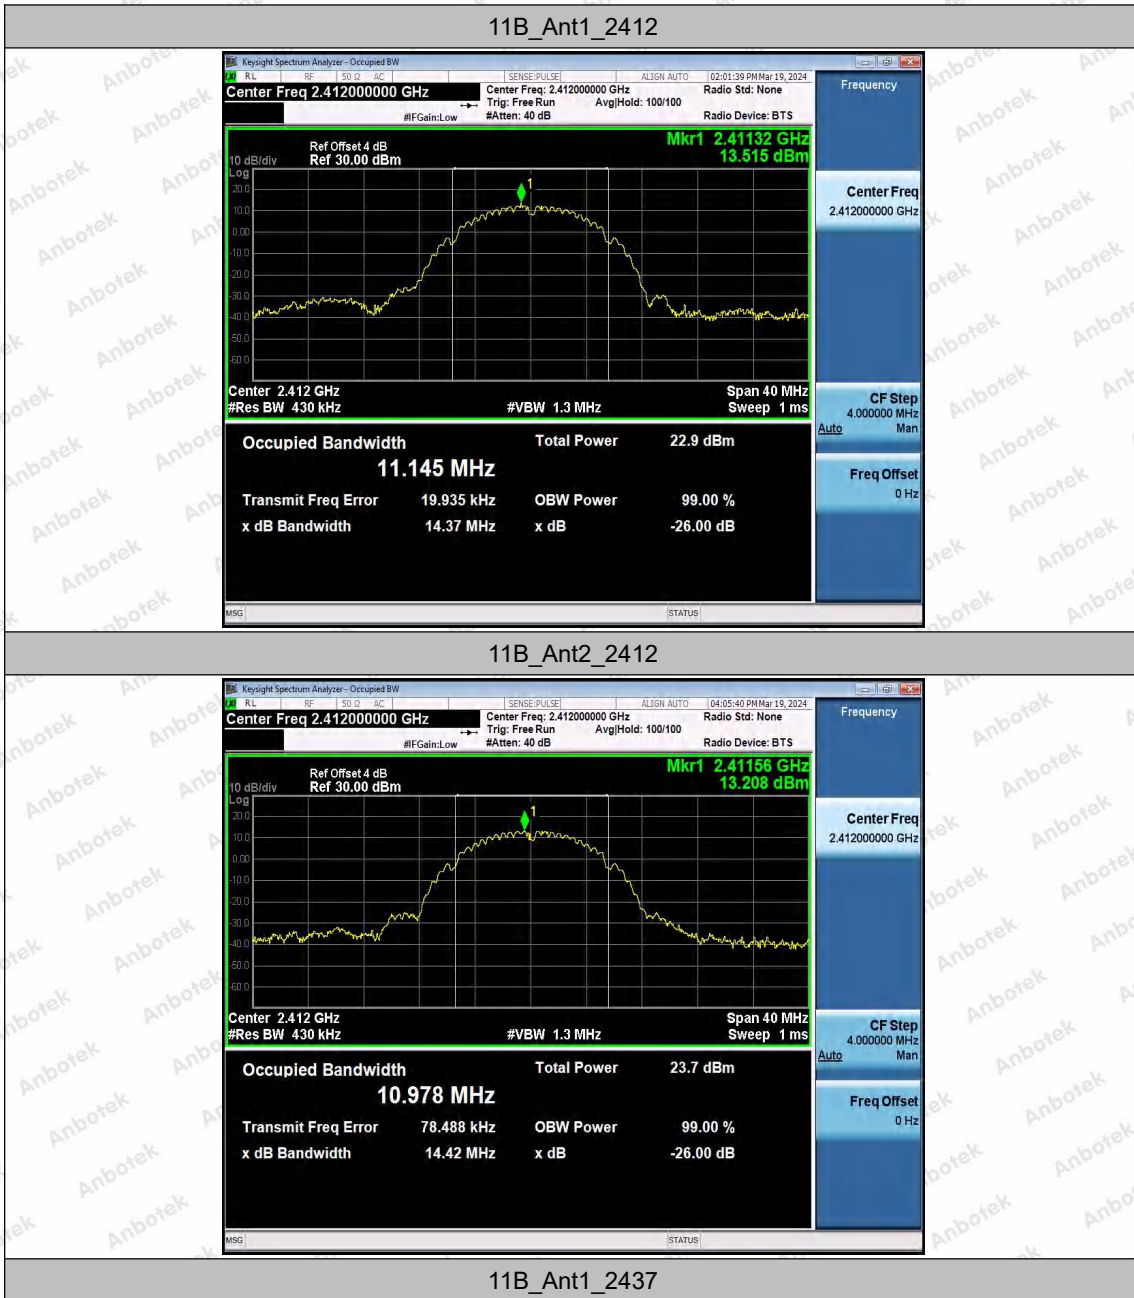 11B_Ant1_2412
Keysight Spectrum Analyzer - Occupied BW
RL RF 50 Ω AC SENSE:PULSE ALIGN AUTO 02:01:39 PM Mar 19, 2024
Center Freq 2.412000000 GHz Center Freq: 2.412000000 GHz Radio Std: None
Trig: Free Run Avg|Hold: 100/100
#IFGain:Low #Atten: 40 dB Radio Device: BTS
Frequency
Mkr1 2.41132 GHz
13.515 dBm
Ref Offset 4 dB
10 dB/div Ref 30.00 dBm
Log
20.0
10.0
0.00
-10.0
-20.0
-30.0
-40.0
-50.0
-60.0
1
Center 2.412 GHz Span 40 MHz
#Res BW 430 kHz #VBW 1.3 MHz Sweep 1 ms
Center Freq
2.412000000 GHz
CF Step
4.000000 MHz
Auto Man
Freq Offset
0 Hz
Occupied Bandwidth Total Power 22.9 dBm
11.145 MHz
Transmit Freq Error 19.935 kHz OBW Power 99.00 %
x dB Bandwidth 14.37 MHz x dB -26.00 dB
MSG STATUS
11B_Ant2_2412
Keysight Spectrum Analyzer - Occupied BW
RL RF 50 Ω AC SENSE:PULSE ALIGN AUTO 04:05:40 PM Mar 19, 2024
Center Freq 2.412000000 GHz Center Freq: 2.412000000 GHz Radio Std: None
Trig: Free Run Avg|Hold: 100/100
#IFGain:Low #Atten: 40 dB Radio Device: BTS
Frequency
Mkr1 2.41156 GHz
13.208 dBm
Ref Offset 4 dB
10 dB/div Ref 30.00 dBm
Log
20.0
10.0
0.00
-10.0
-20.0
-30.0
-40.0
-50.0
-60.0
1
Center 2.412 GHz Span 40 MHz
#Res BW 430 kHz #VBW 1.3 MHz Sweep 1 ms
Center Freq
2.412000000 GHz
CF Step
4.000000 MHz
Auto Man
Freq Offset
0 Hz
Occupied Bandwidth Total Power 23.7 dBm
10.978 MHz
Transmit Freq Error 78.488 kHz OBW Power 99.00 %
x dB Bandwidth 14.42 MHz x dB -26.00 dB
MSG STATUS
11B_Ant1_2437